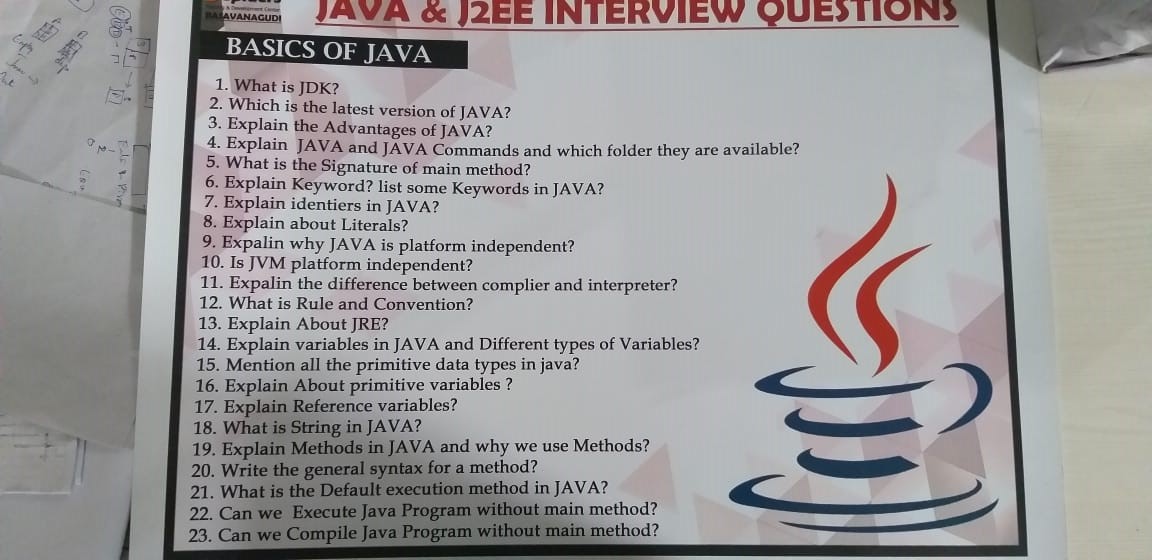 BASAVANAGUDI
JAVA & J2EE INTERVIEW QUESTIONS
BASICS OF JAVA
1. What is JDK?
2. Which is the latest version of JAVA?
3. Explain the Advantages of JAVA?
4. Explain JAVA and JAVA Commands and which folder they are available?
5. What is the Signature of main method?
6. Explain Keyword? list some Keywords in JAVA?
7. Explain identiers in JAVA?
8. Explain about Literals?
9. Expalin why JAVA is platform independent?
10. Is JVM platform independent?
11. Expalin the difference between complier and interpreter?
12. What is Rule and Convention?
13. Explain About JRE?
14. Explain variables in JAVA and Different types of Variables?
15. Mention all the primitive data types in java?
16. Explain About primitive variables ?
17. Explain Reference variables?
18. What is String in JAVA?
19. Explain Methods in JAVA and why we use Methods?
20. Write the general syntax for a method?
21. What is the Default execution method in JAVA?
22. Can we Execute Java Program without main method?
23. Can we Compile Java Program without main method?